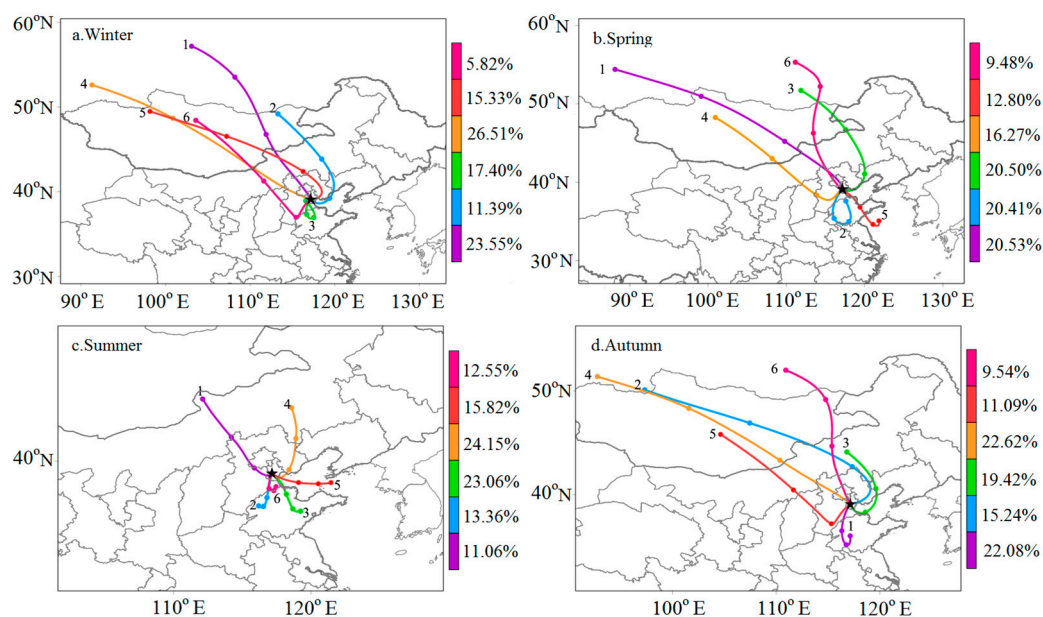 a.Winter
60°N
50°N
40°N
30°N
90° E
100° E
110° E
120° E
130° E
1
2
3
4
5
6
5.82%
15.33%
26.51%
17.40%
11.39%
23.55%
b.Spring
60°N
50°N
40°N
30°N
90° E
100° E
110° E
120° E
130° E
1
2
3
4
5
6
9.48%
12.80%
16.27%
20.50%
20.41%
20.53%
c.Summer
40°N
110° E
120° E
1
2
3
4
5
6
12.55%
15.82%
24.15%
23.06%
13.36%
11.06%
d.Autumn
50°N
40°N
100° E
110° E
120° E
1
2
3
4
5
6
9.54%
11.09%
22.62%
19.42%
15.24%
22.08%